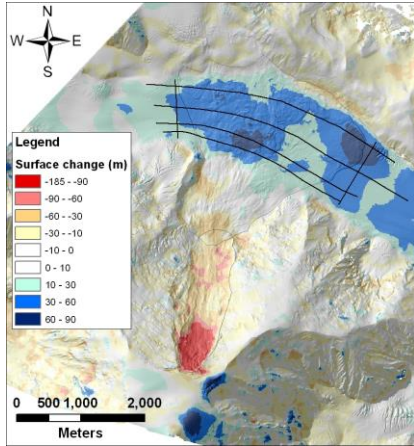 N
W E
S
Legend
Surface change (m)
-185 - -90
-90 - -60
-60 - -30
-30 - -10
-10 - 0
0 - 10
10 - 30
30 - 60
60 - 90
0 500 1,000 2,000
Meters